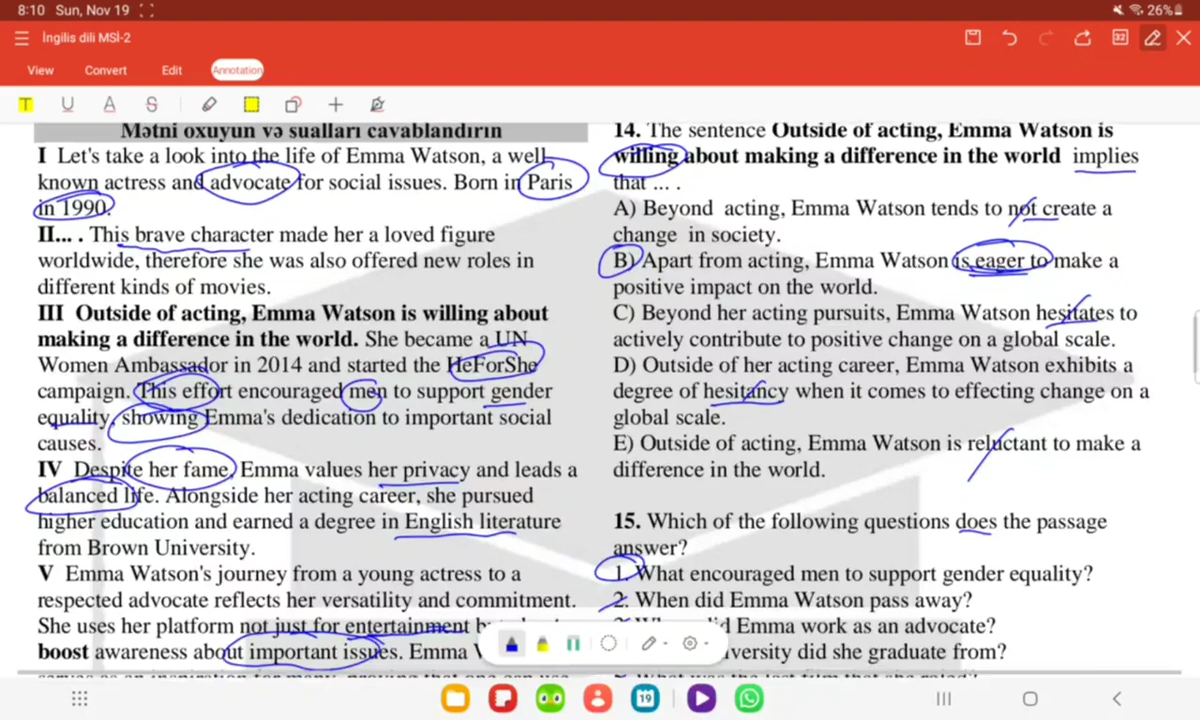 8:10 Sun, Nov 19
26%
İngilis dili MSİ-2
32
View Convert Edit Annotation
T U A S
Mətni oxuyun və sualları cavablandırın
I Let's take a look into the life of Emma Watson, a well
known actress and advocate for social issues. Born in Paris
in 1990.
II... . This brave character made her a loved figure
worldwide, therefore she was also offered new roles in
different kinds of movies.
III Outside of acting, Emma Watson is willing about
making a difference in the world. She became a UN
Women Ambassador in 2014 and started the HeForShe
campaign. This effort encouraged men to support gender
equality, showing Emma's dedication to important social
causes.
IV Despite her fame, Emma values her privacy and leads a
balanced life. Alongside her acting career, she pursued
higher education and earned a degree in English literature
from Brown University.
V Emma Watson's journey from a young actress to a
respected advocate reflects her versatility and commitment.
She uses her platform not just for entertainment
boost awareness about important issues. Emma
14. The sentence Outside of acting, Emma Watson is
willing about making a difference in the world implies
that ... .
A) Beyond acting, Emma Watson tends to not create a
change in society.
B) Apart from acting, Emma Watson is eager to make a
positive impact on the world.
C) Beyond her acting pursuits, Emma Watson hesitates to
actively contribute to positive change on a global scale.
D) Outside of her acting career, Emma Watson exhibits a
degree of hesitancy when it comes to effecting change on a
global scale.
E) Outside of acting, Emma Watson is reluctant to make a
difference in the world.
15. Which of the following questions does the passage
answer?
1. What encouraged men to support gender equality?
2. When did Emma Watson pass away?
Emma work as an advocate?
did she graduate from?
19